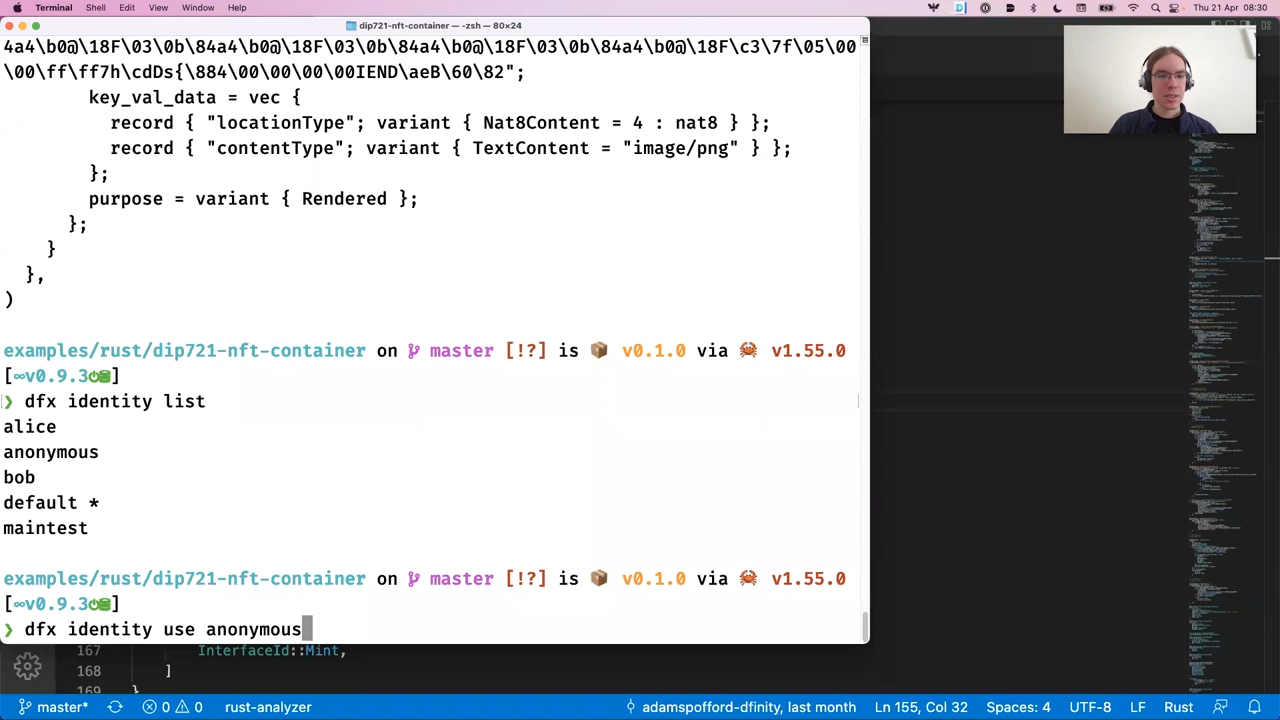 Terminal Shell Edit View Window Help Thu 21 Apr 08:30
dip721-nft-container — -zsh — 80×24
4a4\b0@\18F\03\0b\84a4\b0@\18F\03\0b\84a4\b0@\18F\03\0b\84a4\b0@\18F\c3\7f\05\00
\00\ff\ff7h\cdDs{\884\00\00\00\00IEND\aeB\60\82";
key_val_data = vec {
record { "locationType"; variant { Nat8Content = 4 : nat8 } };
record { "contentType"; variant { TextContent = "image/png" } };
};
purpose = variant { Rendered };
};
}
},
)
examples/rust/dip721-nft-container on master [!?] is 📦 v0.1.0 via 🦀 v1.55.0
[∞v0.9.3]
❯ dfx identity list
alice
anonymous
bob
default *
maintest
examples/rust/dip721-nft-container on master [!?] is 📦 v0.1.0 via 🦀 v1.55.0
[∞v0.9.3]
❯ dfx identity use anonymous
167 InterfaceId::Mint,
168 ]
169 }
master* 0 0 rust-analyzer adamspofford-dfinity, last month Ln 155, Col 32 Spaces: 4 UTF-8 LF Rust